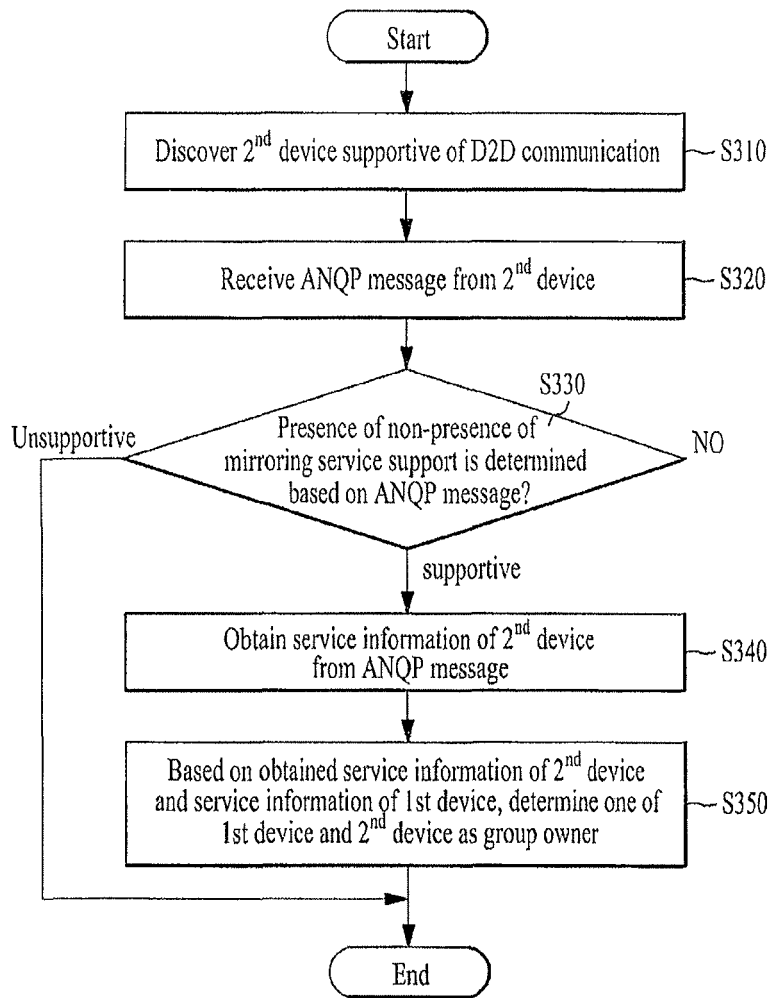 Start
Discover 2nd device supportive of D2D communication
S310
Receive ANQP message from 2nd device
S320
S330
Unsupportive
Presence of non-presence of
mirroring service support is determined
based on ANQP message?
NO
supportive
Obtain service information of 2nd device
from ANQP message
S340
Based on obtained service information of 2nd device
and service information of 1st device, determine one of
1st device and 2nd device as group owner
S350
End